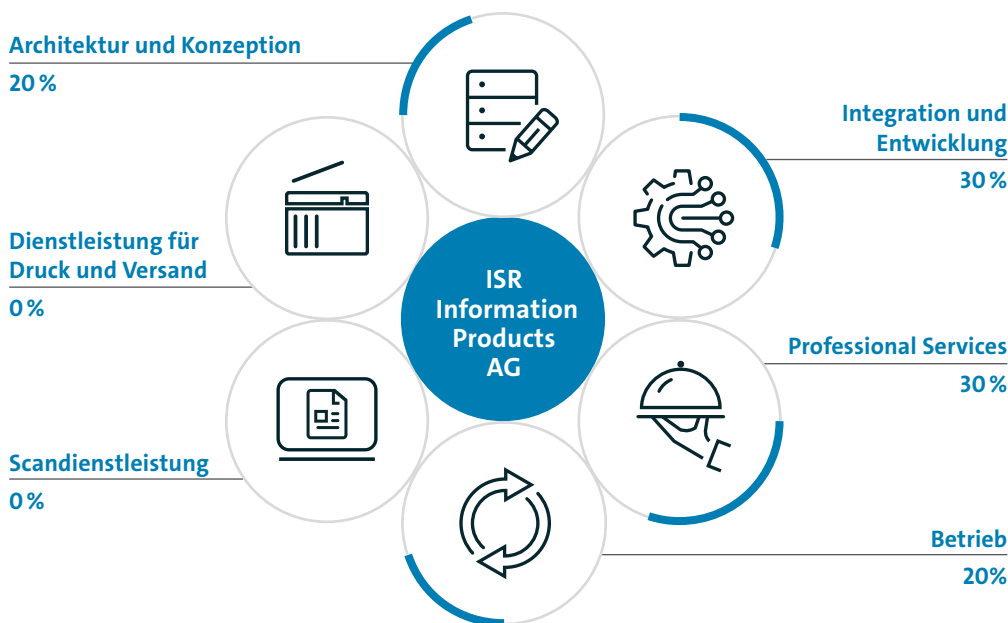 Architektur und Konzeption
20 %
Integration und
Entwicklung
30 %
Dienstleistung für
Druck und Versand
0 %
ISR
Information
Products
AG
Professional Services
30 %
Scandienstleistung
0 %
Betrieb
20%